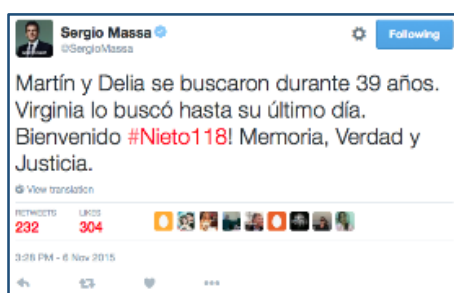 Sergio Massa
@SergioMassa
Following
Martín y Delia se buscaron durante 39 años.
Virginia lo buscó hasta su último día.
Bienvenido #Nieto118! Memoria, Verdad y
Justicia.
View translation
RETWEETS LIKES
232 304
3:28 PM - 6 Nov 2015